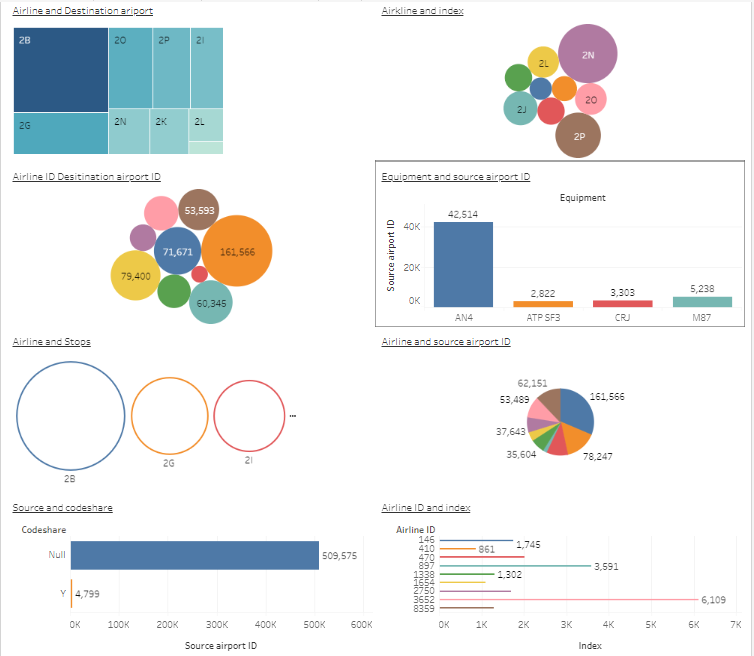 Airline and Destination ariport
2B
2O
2P
2I
2G
2N
2K
2L
Airkline and index
2N
2L
2J
2O
2P
Airline ID Desitination airport ID
53,593
71,671
161,566
79,400
60,345
Equipment and source airport ID
Equipment
Source airport ID
40K
20K
0K
42,514
2,822
3,303
5,238
AN4
ATP SF3
CRJ
M87
Airline and Stops
2B
2G
2I
...
Airline and source airport ID
62,151
161,566
53,489
37,643
35,604
78,247
Source and codeshare
Codeshare
Null
509,575
Y
4,799
0K
100K
200K
300K
400K
500K
600K
Source airport ID
Airline ID and index
Airline ID
146
1,745
410
861
470
897
3,591
1338
1,302
1654
2750
3652
6,109
8359
0K
1K
2K
3K
4K
5K
6K
7K
Index